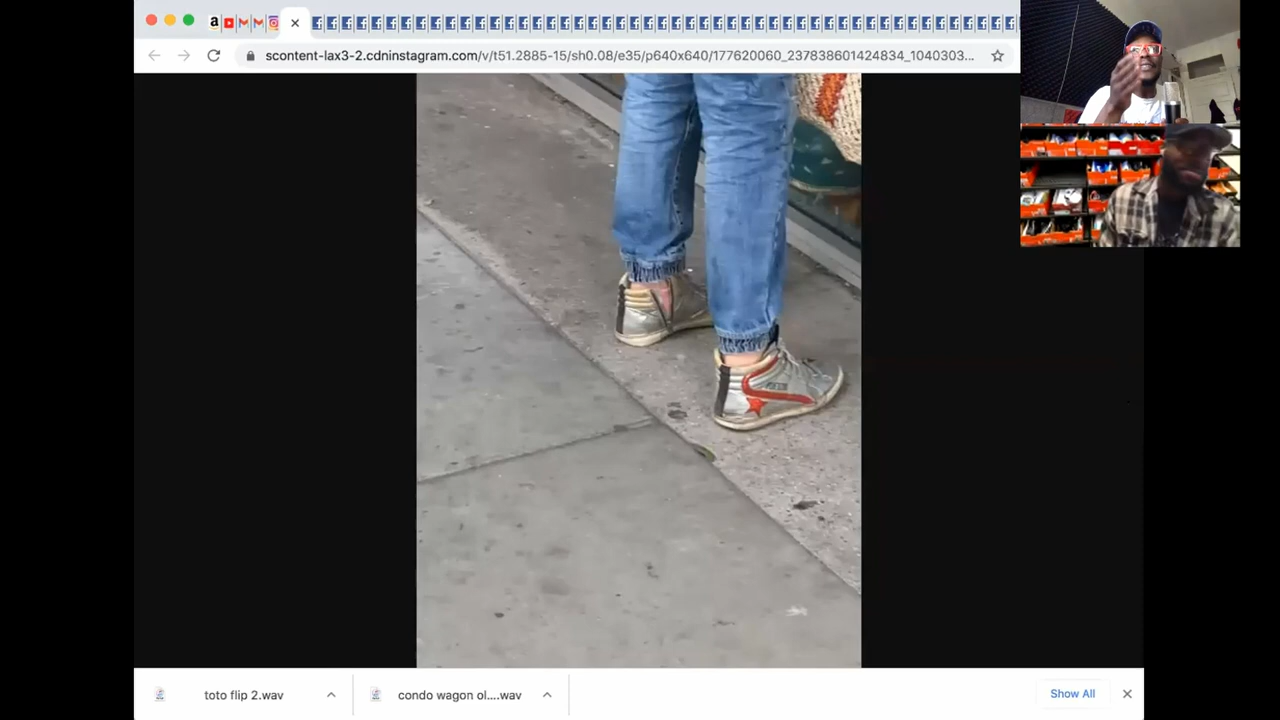 scontent-lax3-2.cdninstagram.com/v/t51.2885-15/sh0.08/e35/p640x640/177620060_237838601424834_1040303...
toto flip 2.wav
condo wagon ol....wav
Show All